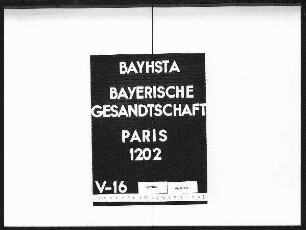 BAYHSTA
BAYERISCHE
GESANDTSCHAFT
PARIS
1202
V-16